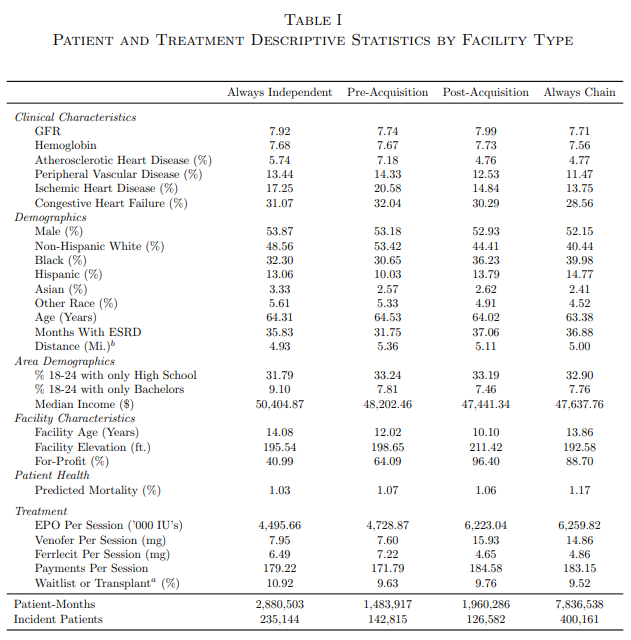 TABLE I
PATIENT AND TREATMENT DESCRIPTIVE STATISTICS BY FACILITY TYPE
Always Independent Pre-Acquisition Post-Acquisition Always Chain
Clinical Characteristics
GFR 7.92 7.74 7.99 7.71
Hemoglobin 7.68 7.67 7.73 7.56
Atherosclerotic Heart Disease (%) 5.74 7.18 4.76 4.77
Peripheral Vascular Disease (%) 13.44 14.33 12.53 11.47
Ischemic Heart Disease (%) 17.25 20.58 14.84 13.75
Congestive Heart Failure (%) 31.07 32.04 30.29 28.56
Demographics
Male (%) 53.87 53.18 52.93 52.15
Non-Hispanic White (%) 48.56 53.42 44.41 40.44
Black (%) 32.30 30.65 36.23 39.98
Hispanic (%) 13.06 10.03 13.79 14.77
Asian (%) 3.33 2.57 2.62 2.41
Other Race (%) 5.61 5.33 4.91 4.52
Age (Years) 64.31 64.53 64.02 63.38
Months With ESRD 35.83 31.75 37.06 36.88
Distance (Mi.)b 4.93 5.36 5.11 5.00
Area Demographics
% 18-24 with only High School 31.79 33.24 33.19 32.90
% 18-24 with only Bachelors 9.10 7.81 7.46 7.76
Median Income ($) 50,404.87 48,202.46 47,441.34 47,637.76
Facility Characteristics
Facility Age (Years) 14.08 12.02 10.10 13.86
Facility Elevation (ft.) 195.54 198.65 211.42 192.58
For-Profit (%) 40.99 64.09 96.40 88.70
Patient Health
Predicted Mortality (%) 1.03 1.07 1.06 1.17
Treatment
EPO Per Session ('000 IU's) 4,495.66 4,728.87 6,223.04 6,259.82
Venofer Per Session (mg) 7.95 7.60 15.93 14.86
Ferrlecit Per Session (mg) 6.49 7.22 4.65 4.86
Payments Per Session 179.22 171.79 184.58 183.15
Waitlist or Transplanta (%) 10.92 9.63 9.76 9.52
Patient-Months 2,880,503 1,483,917 1,960,286 7,836,538
Incident Patients 235,144 142,815 126,582 400,161